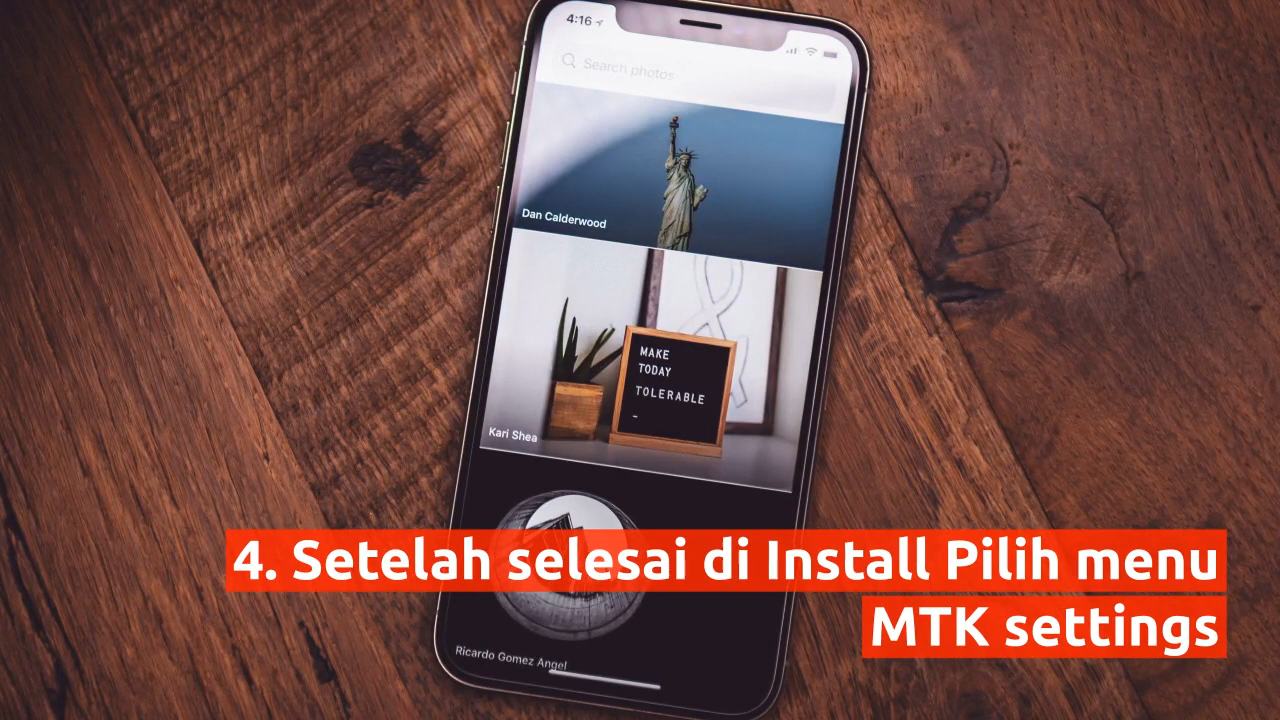 4:16
Search photos
Dan Calderwood
MAKE
TODAY
TOLERABLE
Kari Shea
Ricardo Gomez Angel
4. Setelah selesai di Install Pilih menu
MTK settings